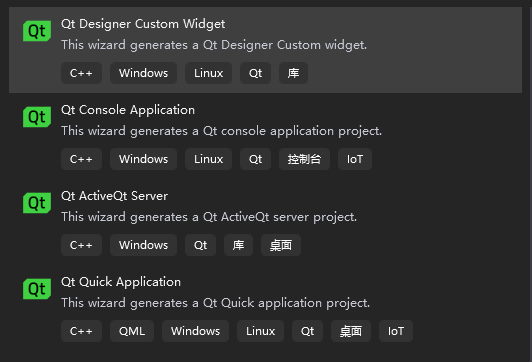 Qt Qt Designer Custom Widget
This wizard generates a Qt Designer Custom widget.
C++ Windows Linux Qt 库
Qt Qt Console Application
This wizard generates a Qt console application project.
C++ Windows Linux Qt 控制台 IoT
Qt Qt ActiveQt Server
This wizard generates a Qt ActiveQt server project.
C++ Windows Qt 库 桌面
Qt Qt Quick Application
This wizard generates a Qt Quick application project.
C++ QML Windows Linux Qt 桌面 IoT